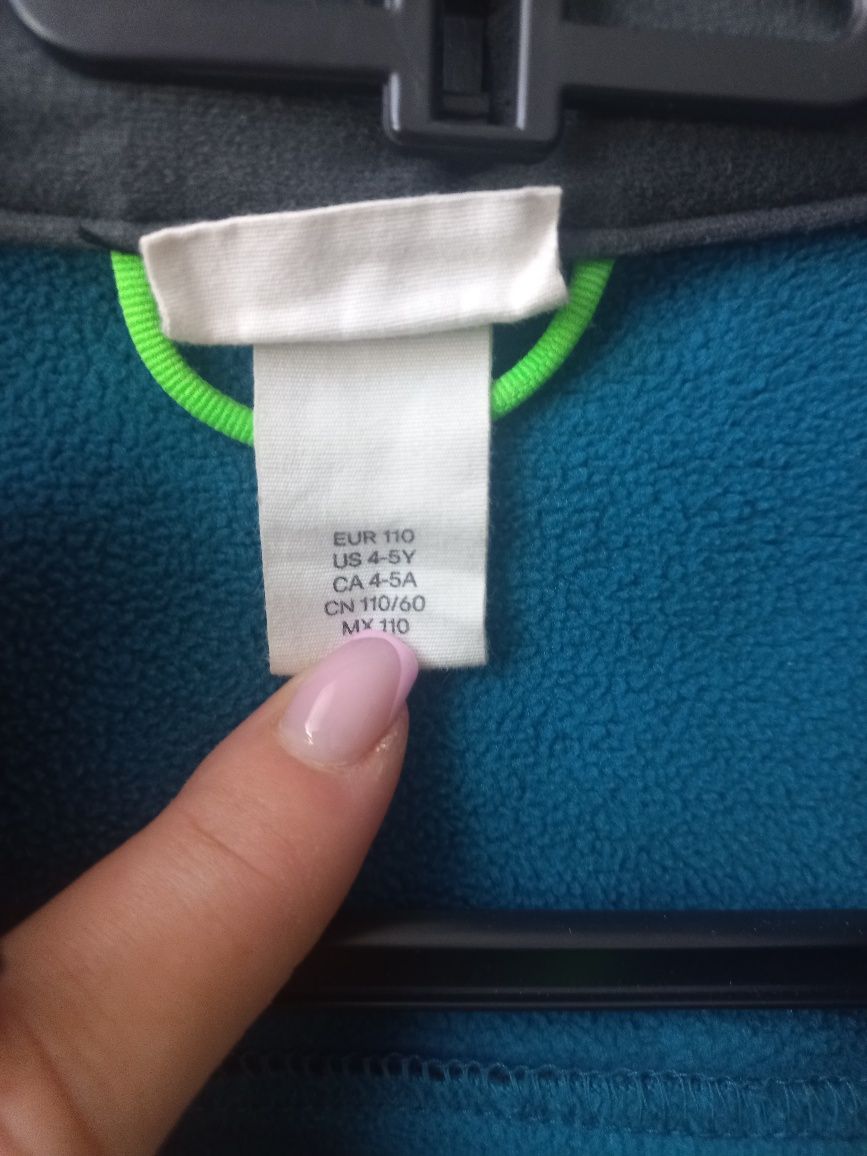 EUR 110
US 4-5Y
CA 4-5A
CN 110/60
MX 110